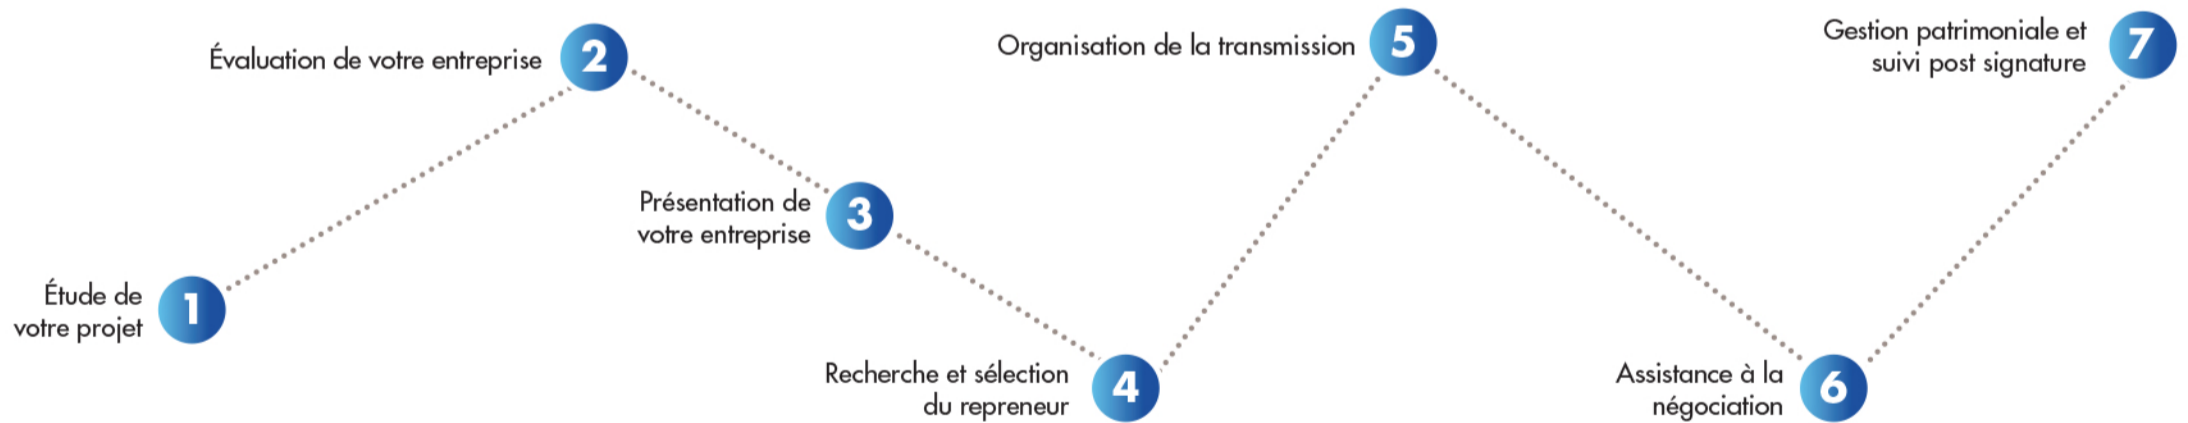 Étude de
votre projet
1
Évaluation de votre entreprise
2
Présentation de
votre entreprise
3
Recherche et sélection
du repreneur
4
Organisation de la transmission
5
Assistance à la
négociation
6
Gestion patrimoniale et
suivi post signature
7